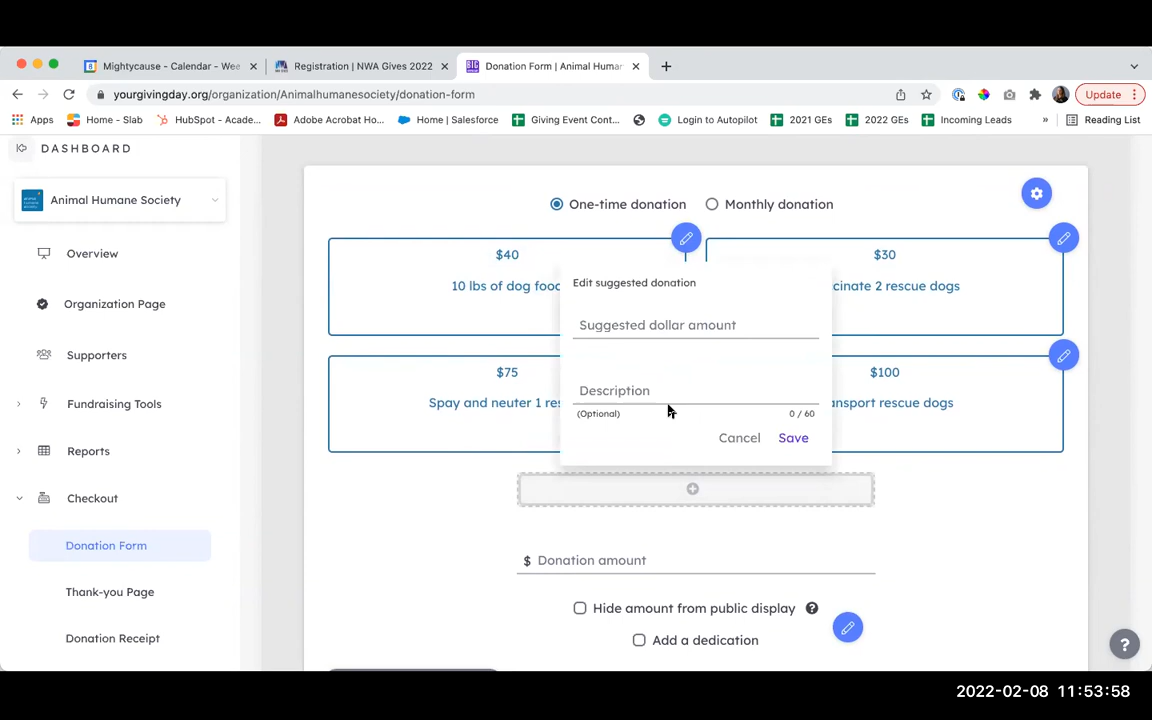 Mightycause - Calendar - Wee
Registration | NWA Gives 2022
Donation Form | Animal Humar
yourgivingday.org/organization/Animalhumanesociety/donation-form
Update
Apps
Home - Slab
HubSpot - Acade...
Adobe Acrobat Ho...
Home | Salesforce
Giving Event Cont...
Login to Autopilot
2021 GEs
2022 GEs
Incoming Leads
»
Reading List
DASHBOARD
Animal Humane Society
Overview
Organization Page
Supporters
Fundraising Tools
Reports
Checkout
Donation Form
Thank-you Page
Donation Receipt
One-time donation
Monthly donation
$40
10 lbs of dog food
$30
cinate 2 rescue dogs
Edit suggested donation
Suggested dollar amount
Description
(Optional)
0 / 60
Cancel
Save
$75
Spay and neuter 1 res
$100
ansport rescue dogs
$ Donation amount
Hide amount from public display
Add a dedication
2022-02-08 11:53:58